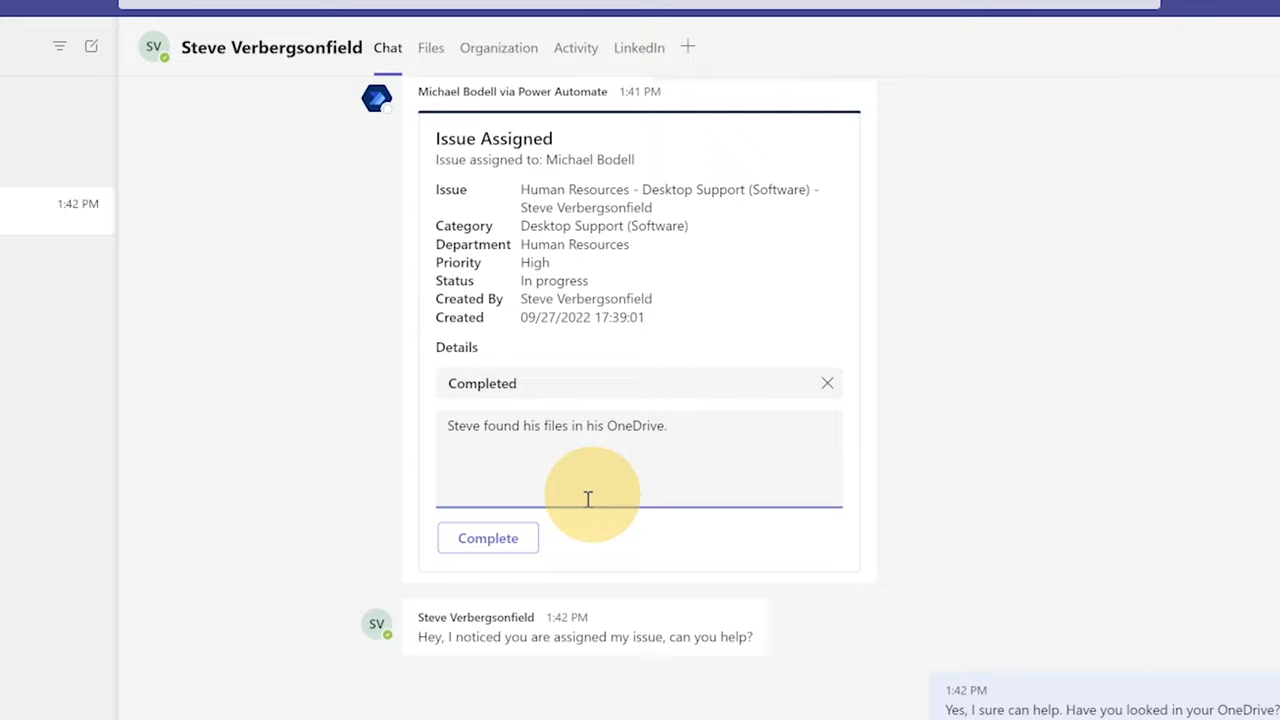 SV Steve Verbergsonfield Chat Files Organization Activity LinkedIn
Michael Bodell via Power Automate 1:41 PM
Issue Assigned
Issue assigned to: Michael Bodell
Issue Human Resources - Desktop Support (Software) -
Steve Verbergsonfield
1:42 PM
Category Desktop Support (Software)
Department Human Resources
Priority High
Status In progress
Created By Steve Verbergsonfield
Created 09/27/2022 17:39:01
Details
Completed
Steve found his files in his OneDrive.
Complete
SV Steve Verbergsonfield 1:42 PM
Hey, I noticed you are assigned my issue, can you help?
1:42 PM
Yes, I sure can help. Have you looked in your OneDrive?